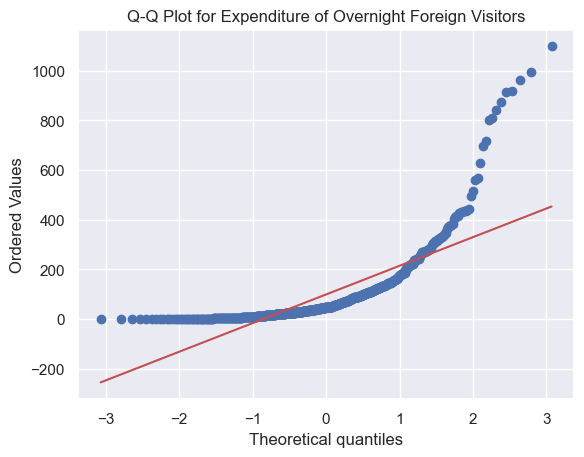 Q-Q Plot for Expenditure of Overnight Foreign Visitors
Ordered Values
1000
800
600
400
200
0
−200
−3 −2 −1 0 1 2 3
Theoretical quantiles